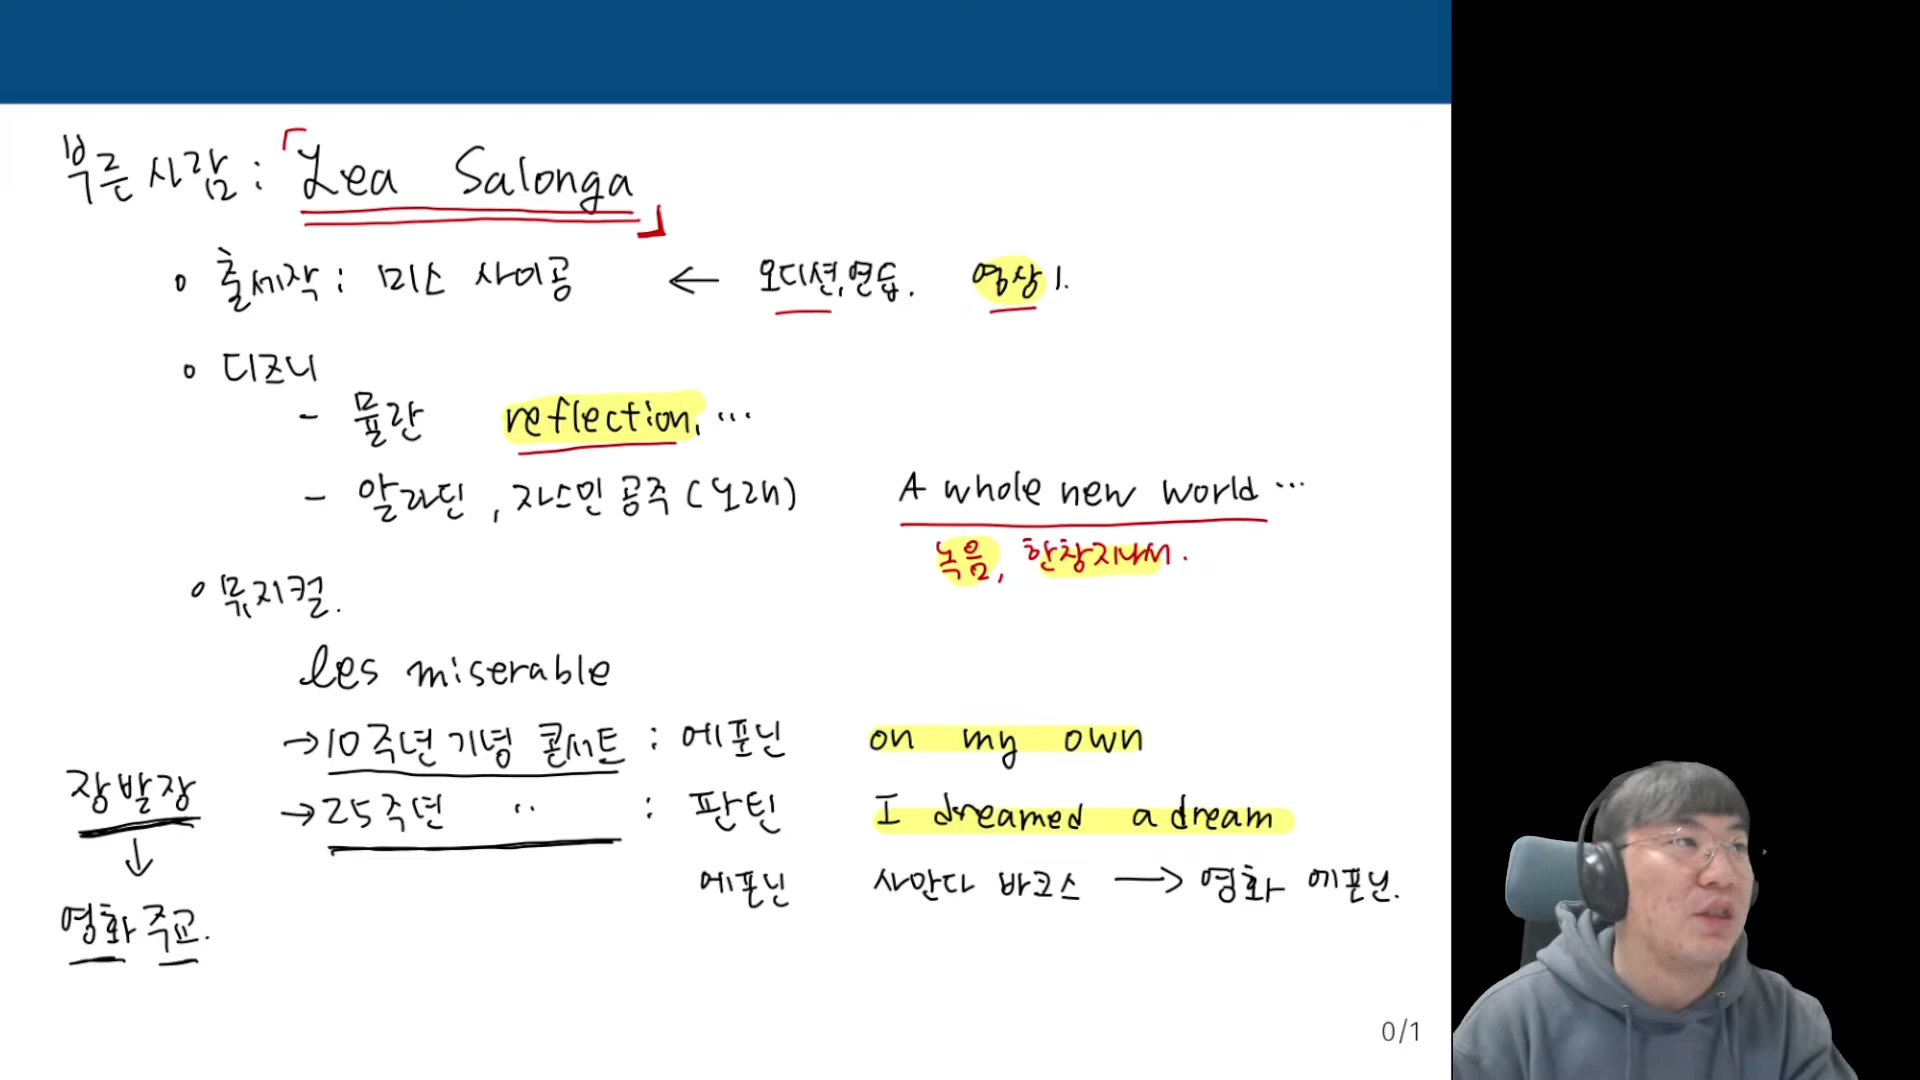 부른사람 : 「Lea Salonga」
◦ 출세작 : 미스 사이공 ← 오디션, 연습. 영상1.
◦ 디즈니
- 뮬란 reflection, ...
- 알라딘, 자스민 공주 (노래) A whole new world ...
녹음, 한창지나서.
◦ 뮤지컬.
les miserable
→ 10주년 기념 콘서트 : 에포닌 on my own
→ 25주년 〃 : 판틴 I dreamed a dream
에포닌 사만다 바크스 → 영화 에포닌.
장발장
↓
영화 주교.
0/1